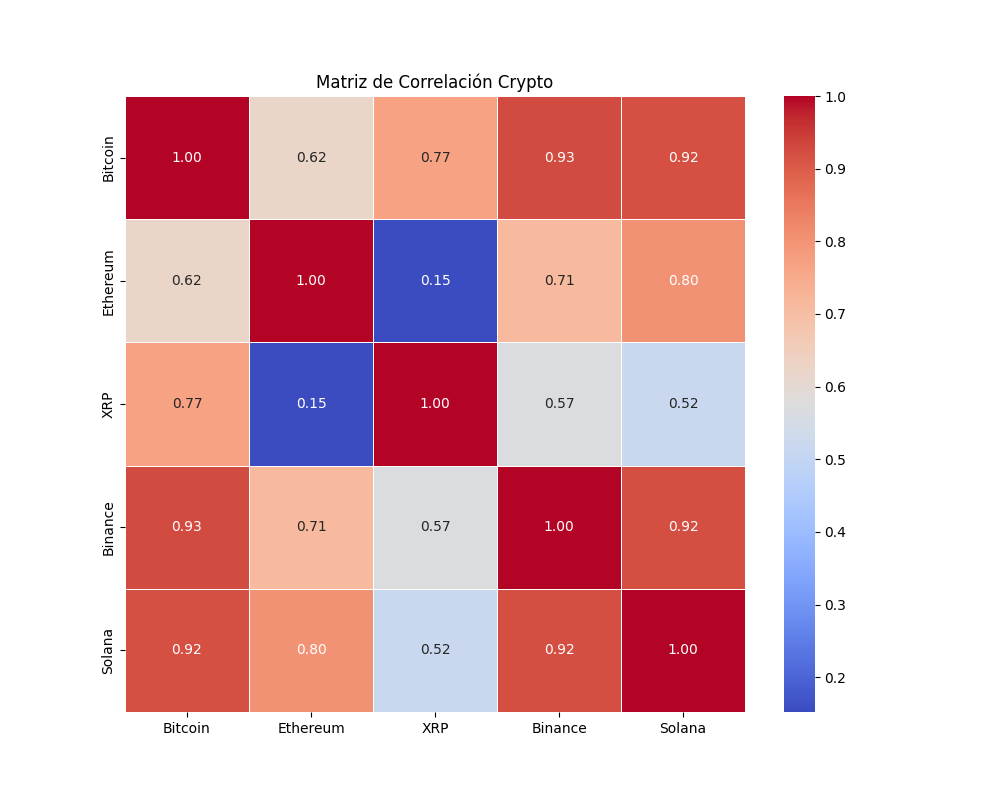 Matriz de Correlación Crypto
Bitcoin 1.00 0.62 0.77 0.93 0.92
Ethereum 0.62 1.00 0.15 0.71 0.80
XRP 0.77 0.15 1.00 0.57 0.52
Binance 0.93 0.71 0.57 1.00 0.92
Solana 0.92 0.80 0.52 0.92 1.00
Bitcoin Ethereum XRP Binance Solana
1.0
0.9
0.8
0.7
0.6
0.5
0.4
0.3
0.2